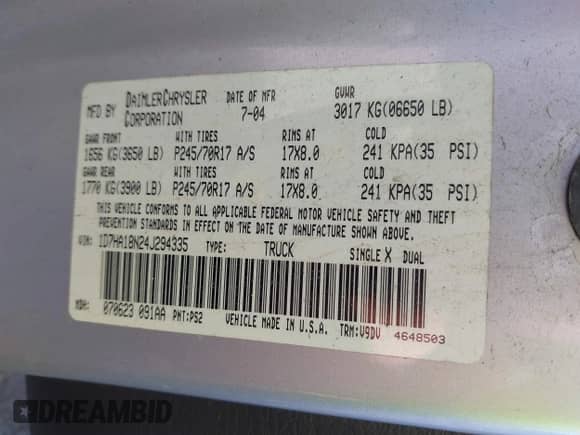 MFD BY DAIMLERCHRYSLER CORPORATION DATE OF MFR 7-04 GVWR 3017 KG(06650 LB)
GAWR FRONT WITH TIRES RIMS AT COLD
1656 KG(3650 LB) P245/70R17 A/S 17X8.0 241 KPA(35 PSI)
GAWR REAR WITH TIRES RIMS AT COLD
1770 KG(3900 LB) P245/70R17 A/S 17X8.0 241 KPA(35 PSI)
THIS VEHICLE CONFORMS TO ALL APPLICABLE FEDERAL MOTOR VEHICLE SAFETY AND THEFT
PREVENTION STANDARDS IN EFFECT ON THE DATE OF MANUFACTURE SHOWN ABOVE.
VIN: 1D7HA18N24J294335 TYPE: TRUCK SINGLE X DUAL
MDH: 070623 091AA PNT:PS2 VEHICLE MADE IN U.S.A. TRM:V9DV 4648503
DREAMBID